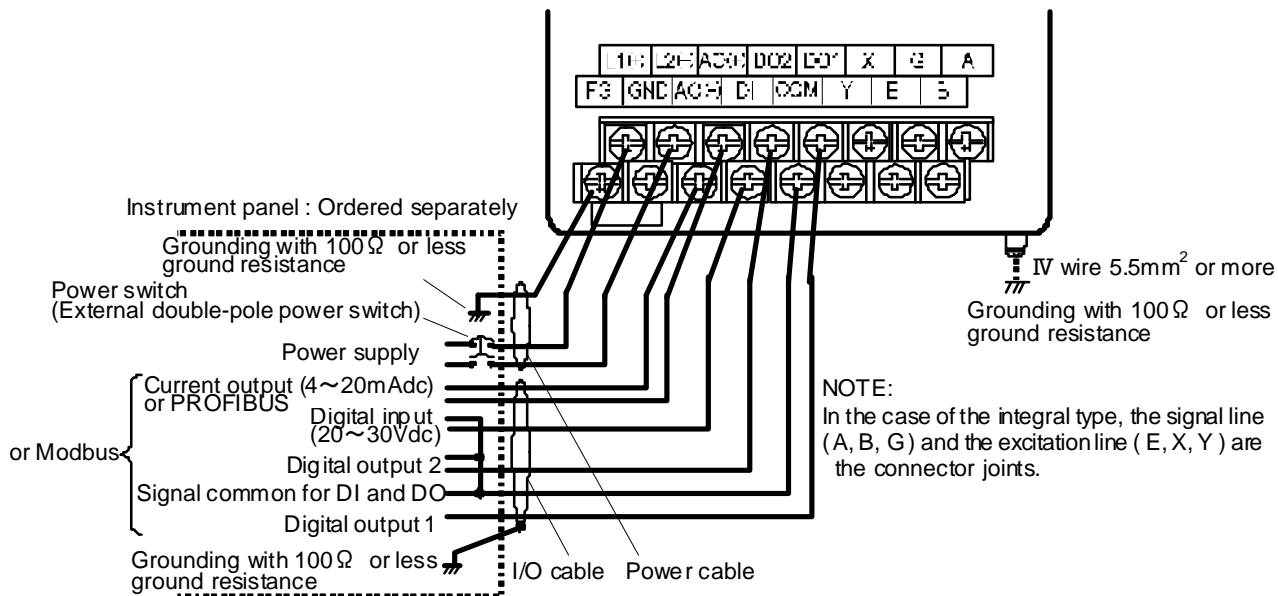 L1(+) L2(-) AO(+) DO2 DO1 X G A
FG GND AO(-) DI COM Y E B
Instrument panel : Ordered separately
Grounding with 100Ω or less
ground resistance
Power switch
(External double-pole power switch)
Power supply
Current output (4～20mAdc)
or PROFIBUS
Digital input
(20～30Vdc)
or Modbus
Digital output 2
Signal common for DI and DO
Digital output 1
Grounding with 100Ω or less
ground resistance
I/O cable Power cable
IV wire 5.5mm² or more
Grounding with 100Ω or less
ground resistance
NOTE:
In the case of the integral type, the signal line
( A, B, G ) and the excitation line ( E, X, Y ) are
the connector joints.